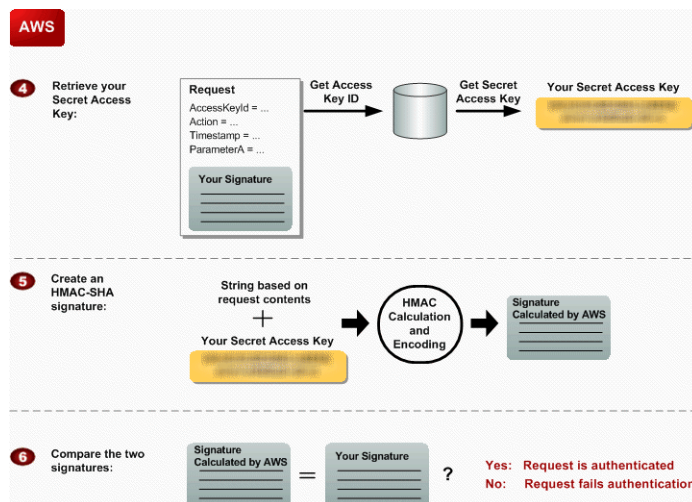 AWS
4
Retrieve your
Secret Access
Key:
Request
AccessKeyId = ...
Action = ...
Timestamp = ...
ParameterA = ...
Your Signature
Get Access
Key ID
Get Secret
Access Key
Your Secret Access Key
5
Create an
HMAC-SHA
signature:
String based on
request contents
+
Your Secret Access Key
HMAC
Calculation
and
Encoding
Signature
Calculated by AWS
6
Compare the two
signatures:
Signature
Calculated by AWS
=
Your Signature
?
Yes: Request is authenticated
No: Request fails authentication